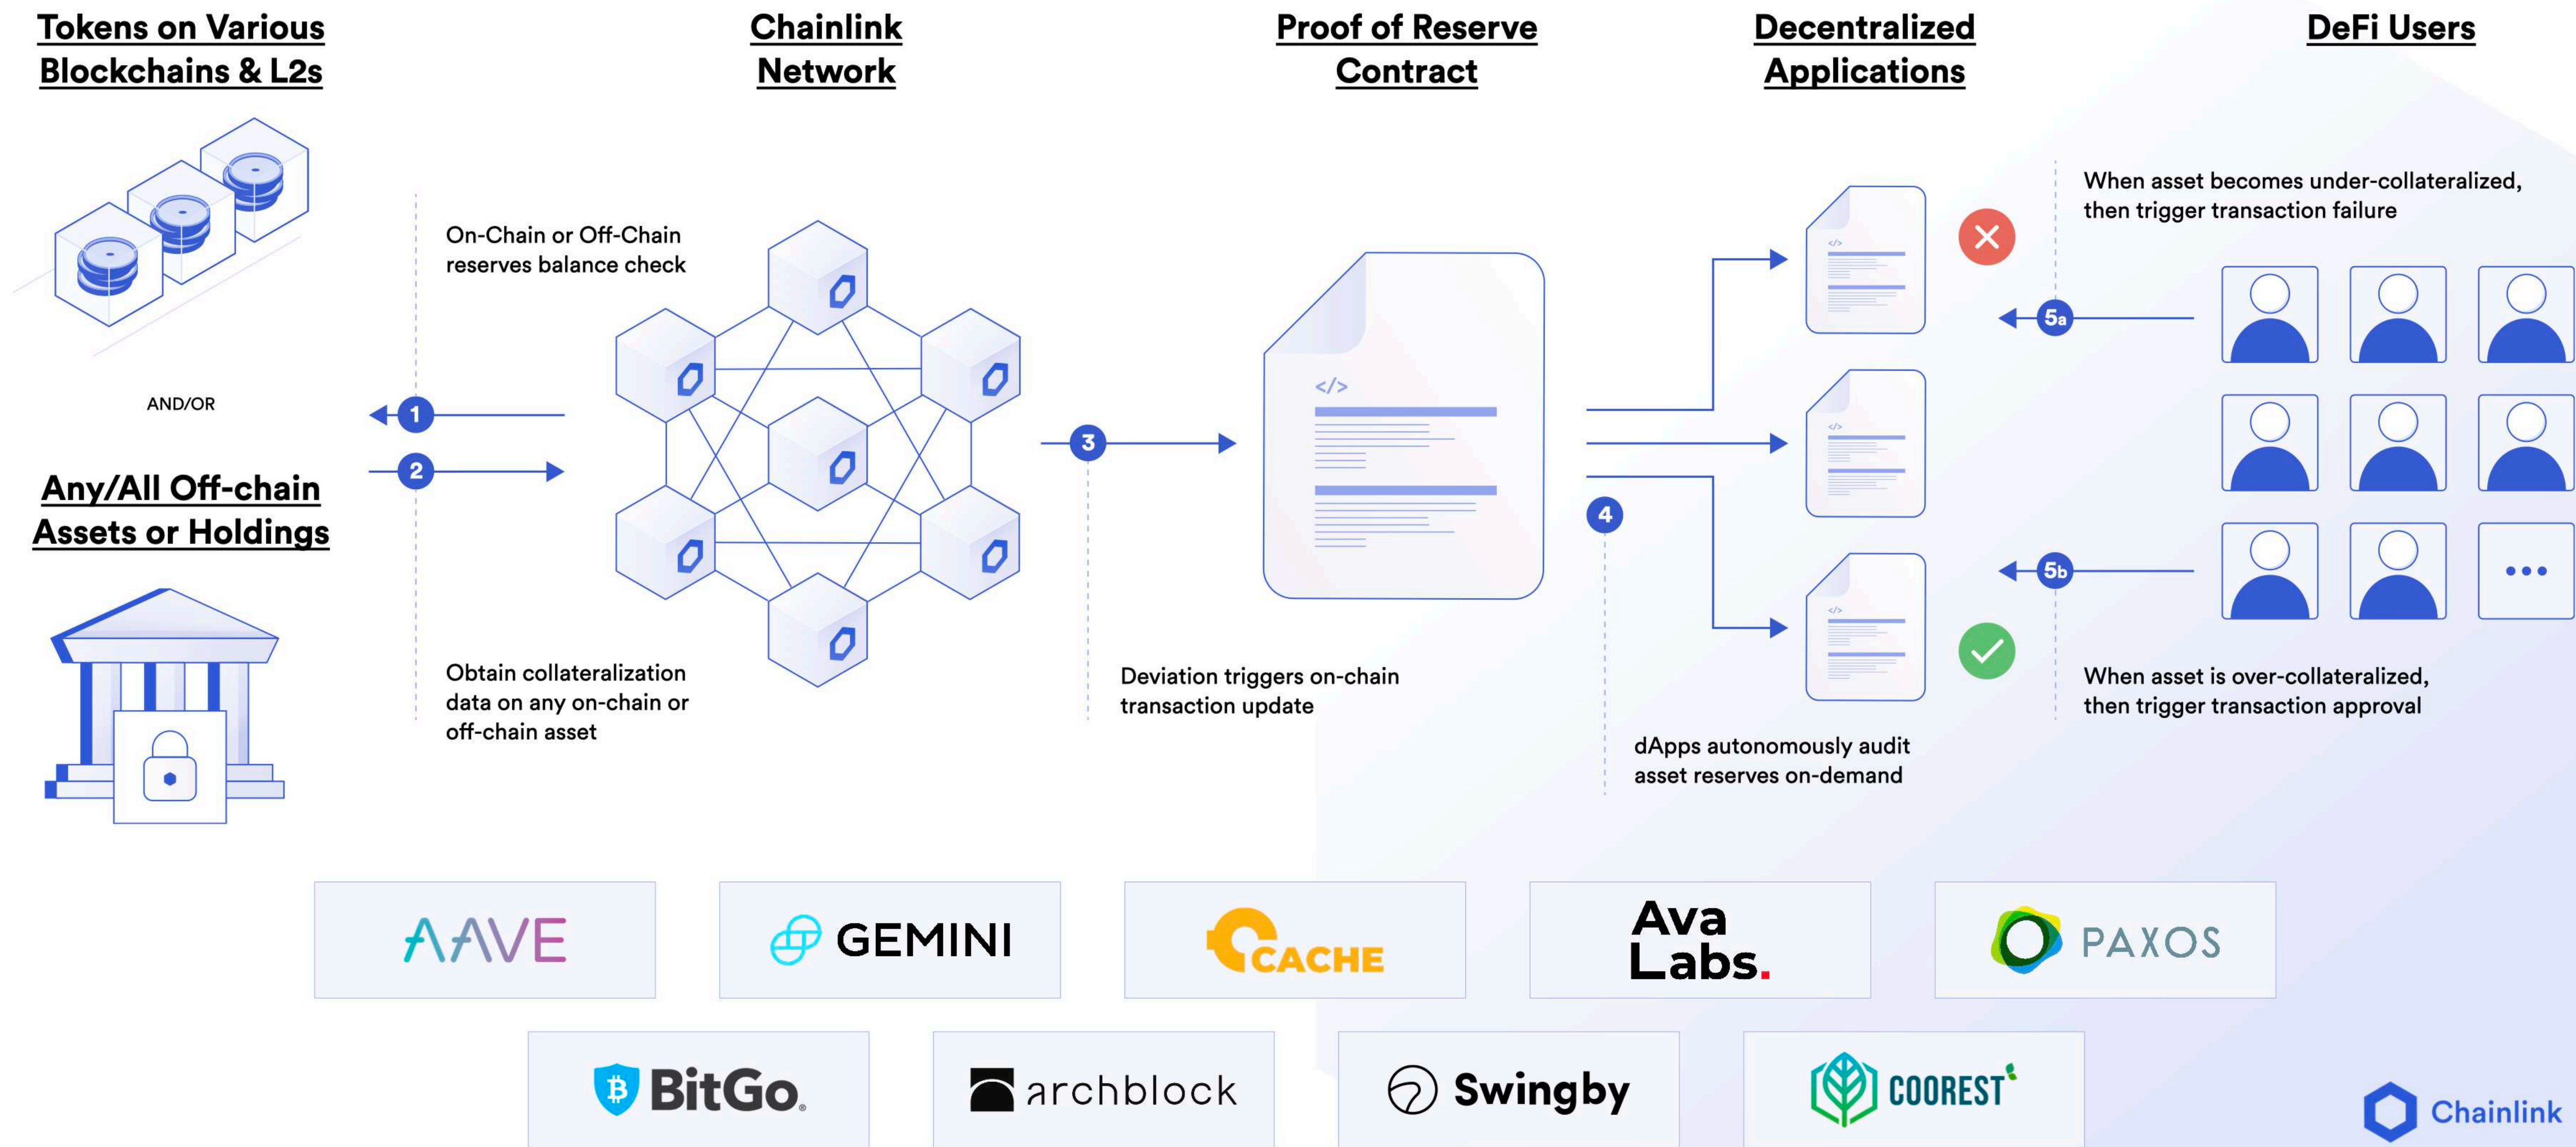 Tokens on Various
Blockchains & L2s
Chainlink
Network
Proof of Reserve
Contract
Decentralized
Applications
DeFi Users
On-Chain or Off-Chain
reserves balance check
When asset becomes under-collateralized,
then trigger transaction failure
5a
</>
</>
AND/OR
1
2
3
</>
</>
4
Any/All Off-chain
Assets or Holdings
5b
</>
Obtain collateralization
data on any on-chain or
off-chain asset
Deviation triggers on-chain
transaction update
When asset is over-collateralized,
then trigger transaction approval
dApps autonomously audit
asset reserves on-demand
AAVE
GEMINI
CACHE
Ava
Labs.
PAXOS
BitGo®
archblock
Swingby
COOREST
Chainlink